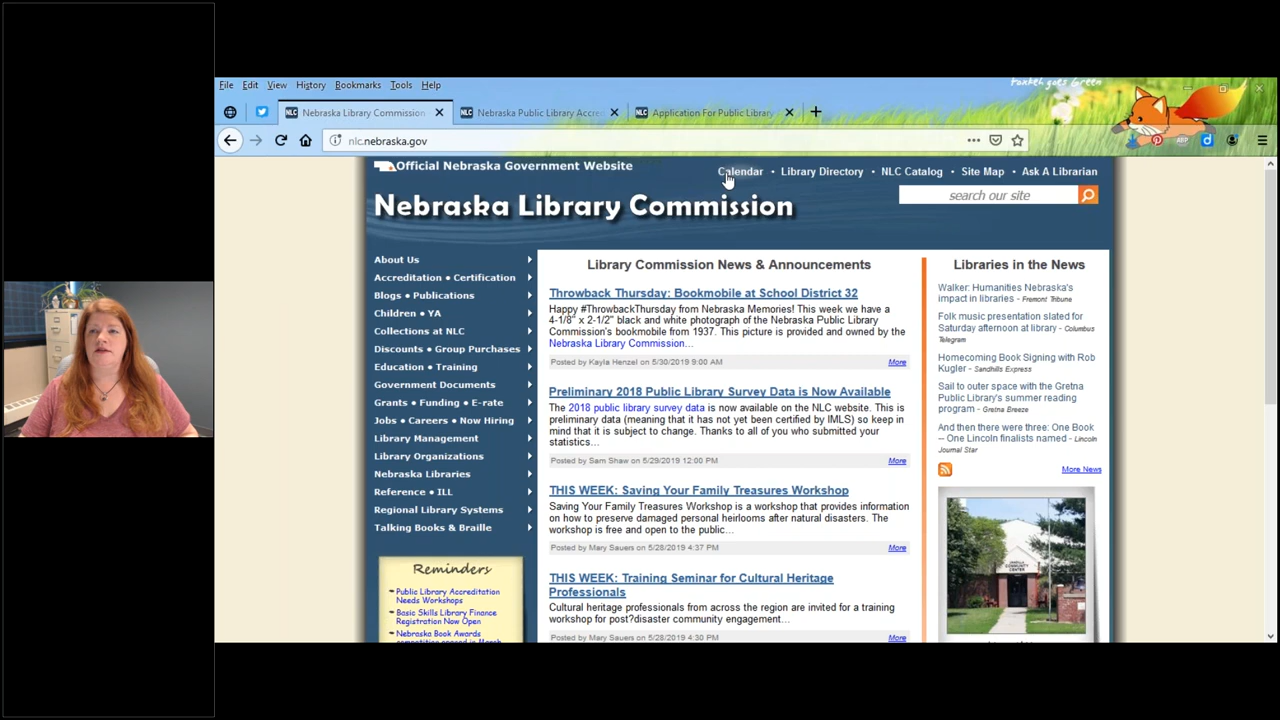 foxkeh goes Green
File Edit View History Bookmarks Tools Help
Nebraska Library Commission
Nebraska Public Library Accre
Application For Public Library
nlc.nebraska.gov
Official Nebraska Government Website
Calendar • Library Directory • NLC Catalog • Site Map • Ask A Librarian
Nebraska Library Commission
search our site
About Us
Accreditation • Certification
Blogs • Publications
Children • YA
Collections at NLC
Discounts • Group Purchases
Education • Training
Government Documents
Grants • Funding • E-rate
Jobs • Careers • Now Hiring
Library Management
Library Organizations
Nebraska Libraries
Reference • ILL
Regional Library Systems
Talking Books & Braille
Reminders
Public Library Accreditation
Needs Workshops
Basic Skills Library Finance
Registration Now Open
Nebraska Book Awards
competition opened in March
Library Commission News & Announcements
Throwback Thursday: Bookmobile at School District 32
Happy #ThrowbackThursday from Nebraska Memories! This week we have a
4-1/8" x 2-1/2" black and white photograph of the Nebraska Public Library
Commission's bookmobile from 1937. This picture is provided and owned by the
Nebraska Library Commission...
Posted by Kayla Henzel on 5/30/2019 9:00 AM More
Preliminary 2018 Public Library Survey Data is Now Available
The 2018 public library survey data is now available on the NLC website. This is
preliminary data (meaning that it has not yet been certified by IMLS) so keep in
mind that it is subject to change. Thanks to all of you who submitted your
statistics...
Posted by Sam Shaw on 5/29/2019 12:00 PM More
THIS WEEK: Saving Your Family Treasures Workshop
Saving Your Family Treasures Workshop is a workshop that provides information
on how to preserve damaged personal heirlooms after natural disasters. The
workshop is free and open to the public...
Posted by Mary Sauers on 5/28/2019 4:37 PM More
THIS WEEK: Training Seminar for Cultural Heritage
Professionals
Cultural heritage professionals from across the region are invited for a training
workshop for post?disaster community engagement...
Posted by Mary Sauers on 5/28/2019 4:30 PM More
Libraries in the News
Walker: Humanities Nebraska's
impact in libraries - Fremont Tribune
Folk music presentation slated for
Saturday afternoon at library - Columbus
Telegram
Homecoming Book Signing with Rob
Kugler - Sandhills Express
Sail to outer space with the Gretna
Public Library's summer reading
program - Gretna Breeze
And then there were three: One Book
-- One Lincoln finalists named - Lincoln
Journal Star
More News